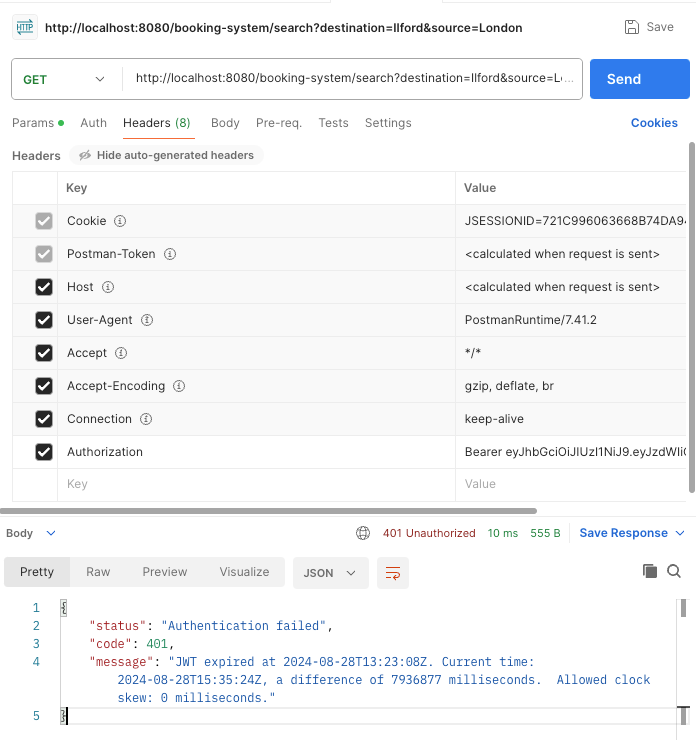 HTTP
http://localhost:8080/booking-system/search?destination=Ilford&source=London
Save
GET
http://localhost:8080/booking-system/search?destination=Ilford&source=L...
Send
Params
Auth
Headers (8)
Body
Pre-req.
Tests
Settings
Cookies
Headers
Hide auto-generated headers
Key
Value
Cookie
JSESSIONID=721C996063668B74DA94
Postman-Token
<calculated when request is sent>
Host
<calculated when request is sent>
User-Agent
PostmanRuntime/7.41.2
Accept
*/*
Accept-Encoding
gzip, deflate, br
Connection
keep-alive
Authorization
Bearer eyJhbGciOiJIUzI1NiJ9.eyJzdWIiO
Key
Value
Body
401 Unauthorized
10 ms
555 B
Save Response
Pretty
Raw
Preview
Visualize
JSON
1 {
2 "status": "Authentication failed",
3 "code": 401,
4 "message": "JWT expired at 2024-08-28T13:23:08Z. Current time:
2024-08-28T15:35:24Z, a difference of 7936877 milliseconds.  Allowed clock
skew: 0 milliseconds."
5 }